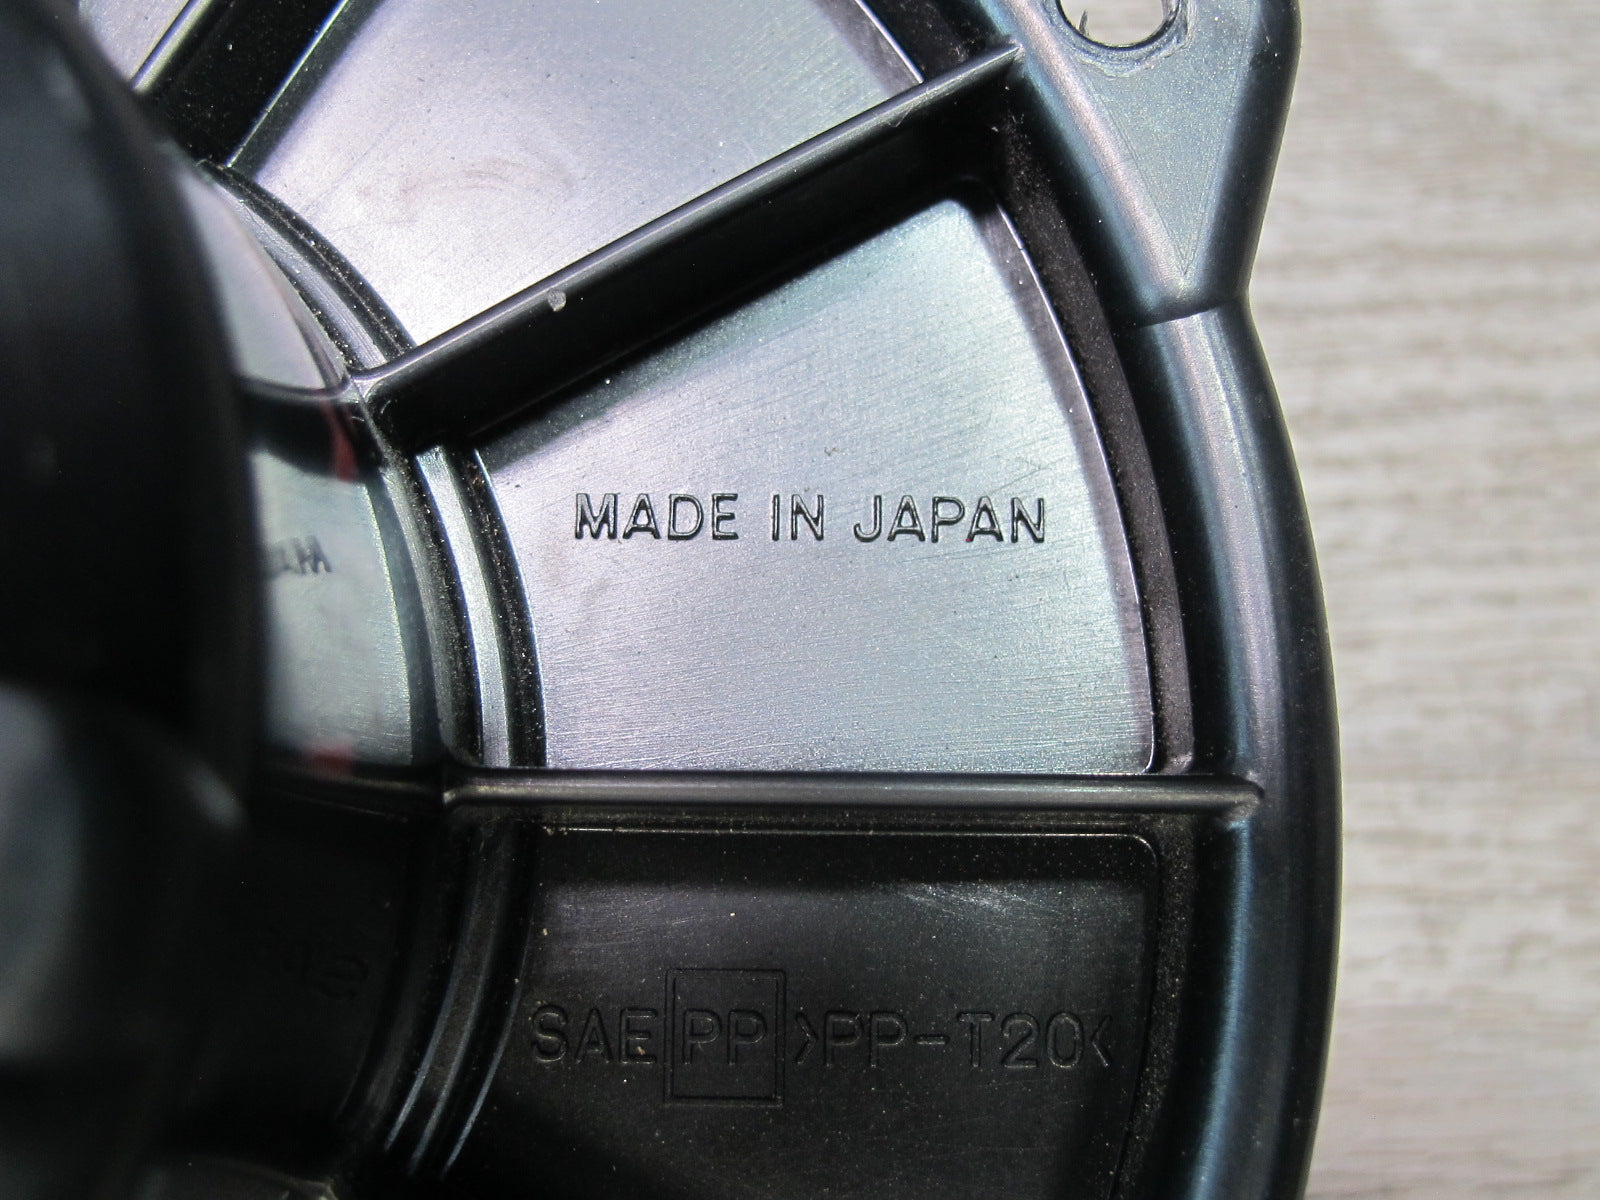 MADE IN JAPAN
SAE PP >PP-T20<